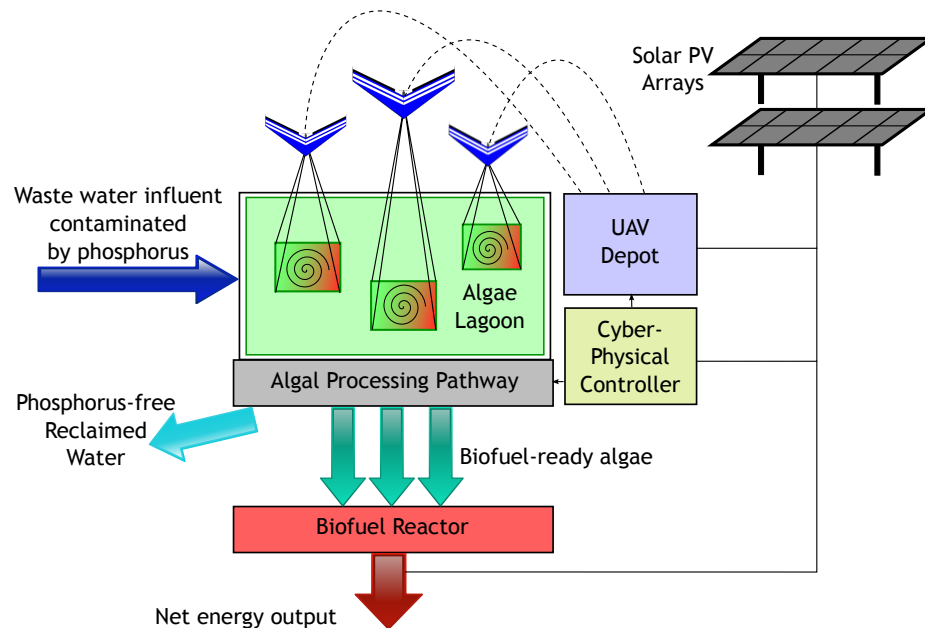 Solar PV
Arrays
Waste water influent
contaminated
by phosphorus
UAV
Depot
Algae
Lagoon
Cyber-
Physical
Controller
Algal Processing Pathway
Phosphorus-free
Reclaimed
Water
Biofuel-ready algae
Biofuel Reactor
Net energy output